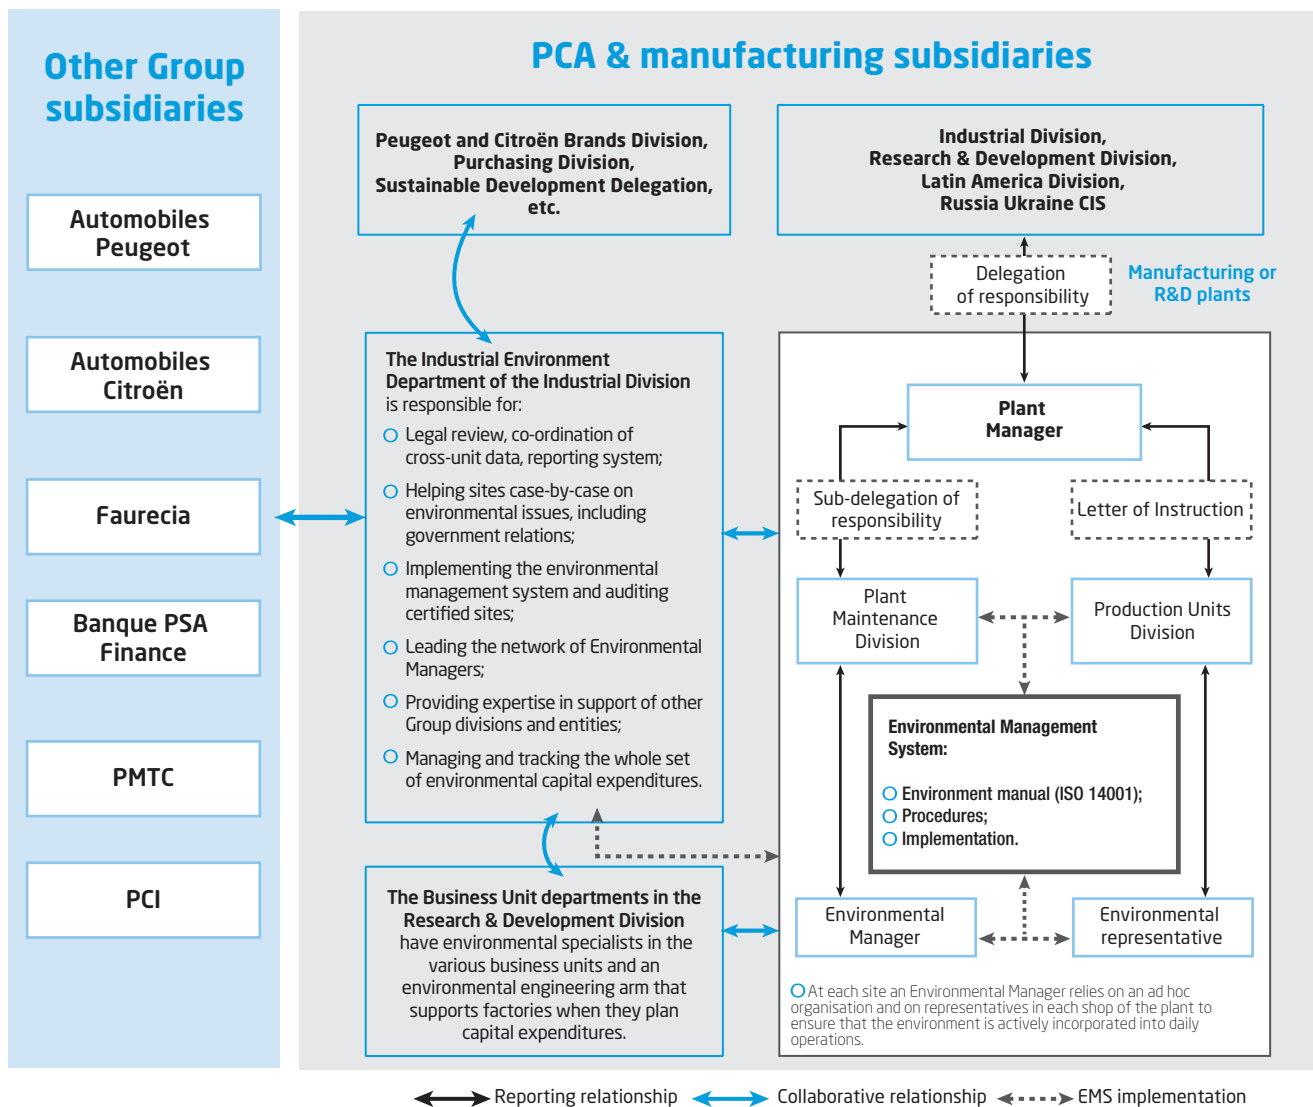 Other Group
subsidiaries
Automobiles
Peugeot
Automobiles
Citroën
Faurecia
Banque PSA
Finance
PMTC
PCI
PCA & manufacturing subsidiaries
Peugeot and Citroën Brands Division,
Purchasing Division,
Sustainable Development Delegation,
etc.
Industrial Division,
Research & Development Division,
Latin America Division,
Russia Ukraine CIS
Delegation
of responsibility
Manufacturing or
R&D plants
The Industrial Environment
Department of the Industrial Division
is responsible for:
Legal review, co-ordination of
cross-unit data, reporting system;
Helping sites case-by-case on
environmental issues, including
government relations;
Implementing the environmental
management system and auditing
certified sites;
Leading the network of Environmental
Managers;
Providing expertise in support of other
Group divisions and entities;
Managing and tracking the whole set
of environmental capital expenditures.
The Business Unit departments in the
Research & Development Division
have environmental specialists in the
various business units and an
environmental engineering arm that
supports factories when they plan
capital expenditures.
Plant
Manager
Sub-delegation of
responsibility
Letter of Instruction
Plant
Maintenance
Division
Production Units
Division
Environmental Management
System:
Environment manual (ISO 14001);
Procedures;
Implementation.
Environmental
Manager
Environmental
representative
At each site an Environmental Manager relies on an ad hoc
organisation and on representatives in each shop of the plant to
ensure that the environment is actively incorporated into daily
operations.
Reporting relationship
Collaborative relationship
EMS implementation